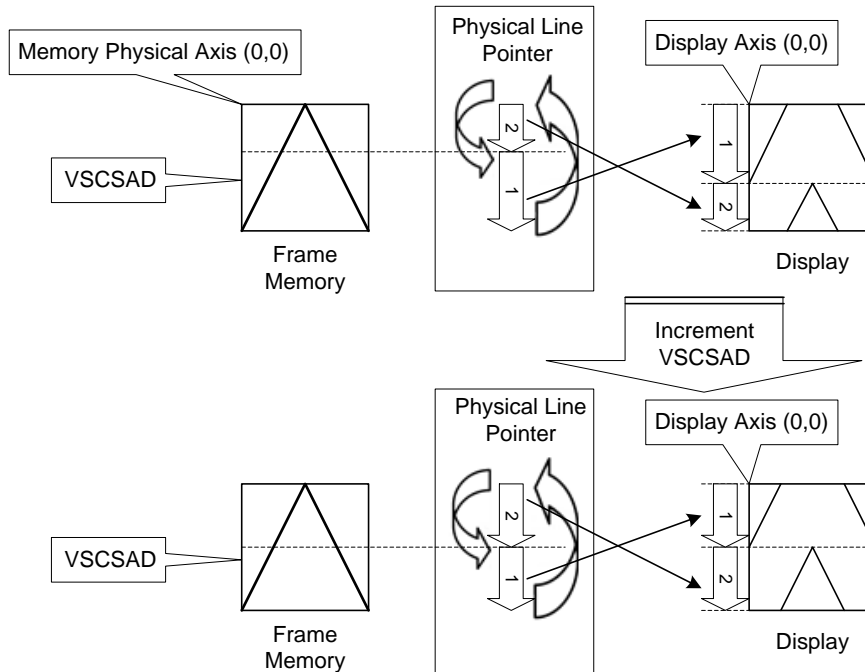 Memory Physical Axis (0,0)
Physical Line
Pointer
Display Axis (0,0)
2
1
1
2
VSCSAD
Frame
Memory
Display
Increment
VSCSAD
Physical Line
Pointer
Display Axis (0,0)
2
1
1
2
VSCSAD
Frame
Memory
Display